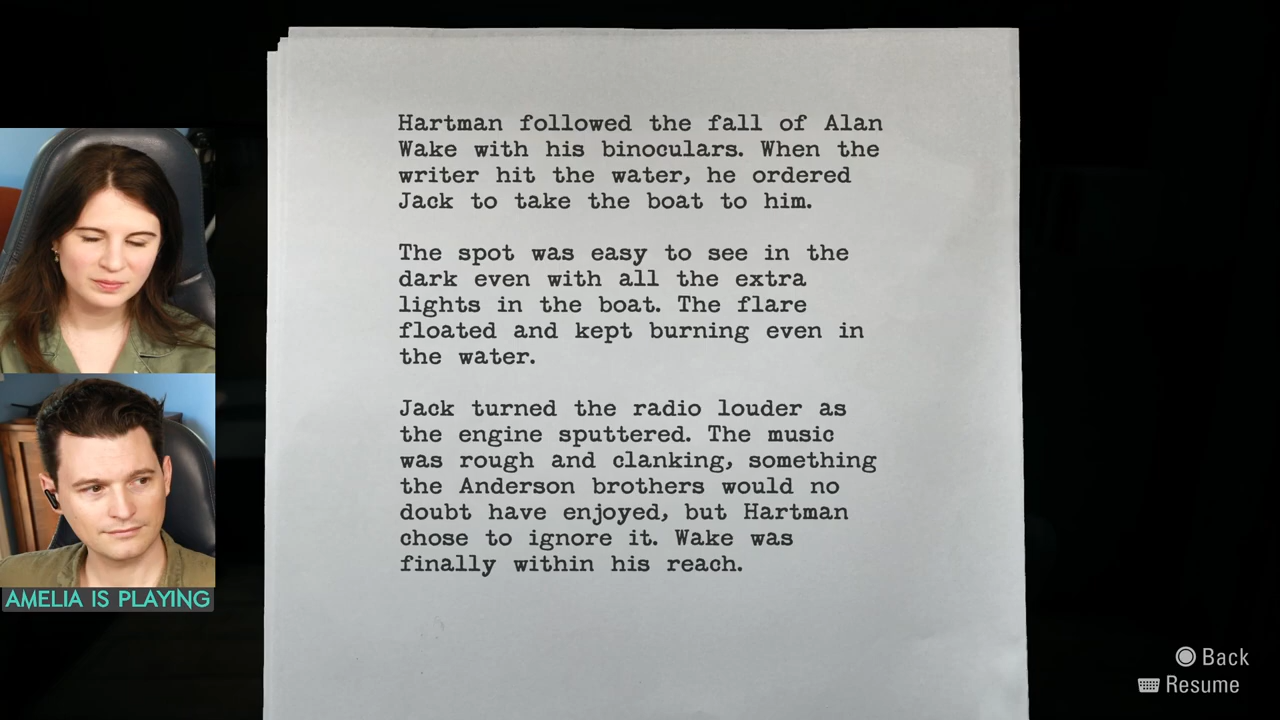 Hartman followed the fall of Alan
Wake with his binoculars. When the
writer hit the water, he ordered
Jack to take the boat to him.
The spot was easy to see in the
dark even with all the extra
lights in the boat. The flare
floated and kept burning even in
the water.
Jack turned the radio louder as
the engine sputtered. The music
was rough and clanking, something
the Anderson brothers would no
doubt have enjoyed, but Hartman
chose to ignore it. Wake was
finally within his reach.
AMELIA IS PLAYING
Back
Resume